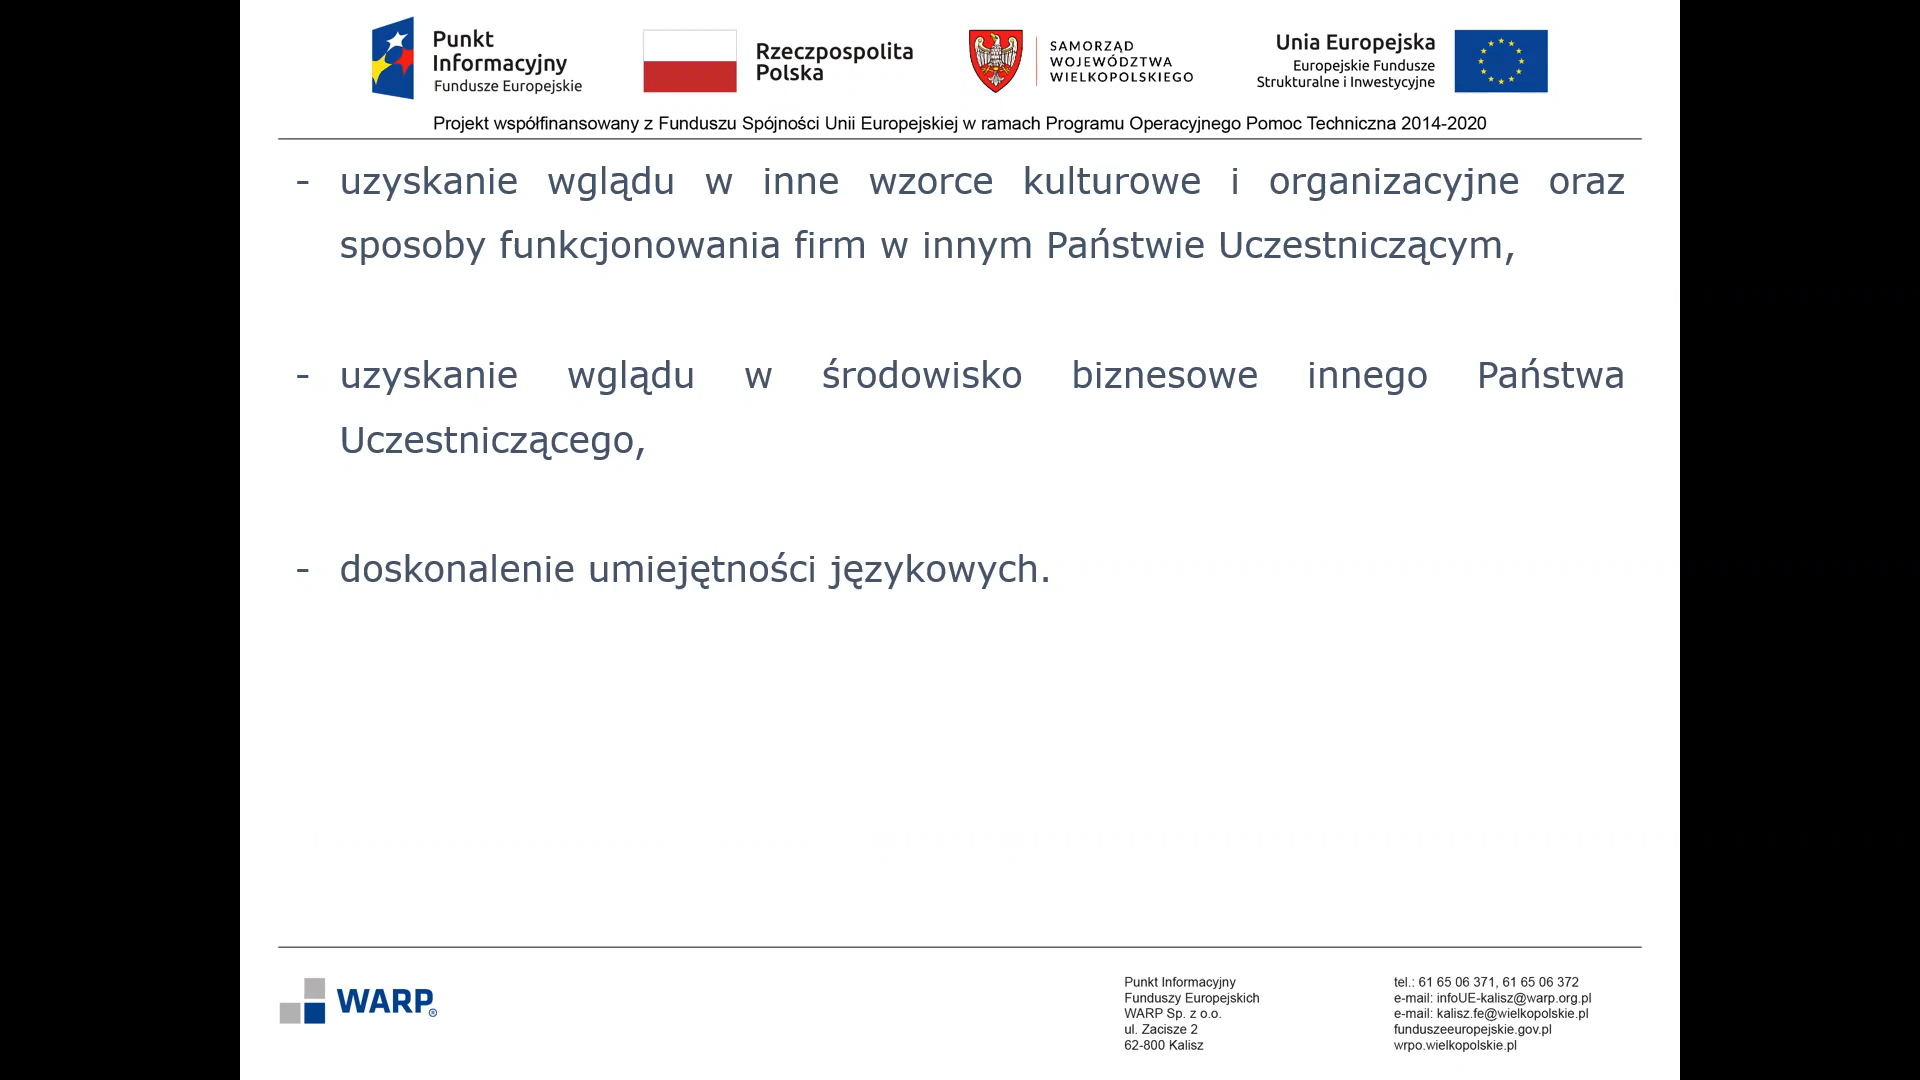 Punkt
Informacyjny
Fundusze Europejskie
Rzeczpospolita
Polska
SAMORZĄD
WOJEWÓDZTWA
WIELKOPOLSKIEGO
Unia Europejska
Europejskie Fundusze
Strukturalne i Inwestycyjne
Projekt współfinansowany z Funduszu Spójności Unii Europejskiej w ramach Programu Operacyjnego Pomoc Techniczna 2014-2020
- uzyskanie wglądu w inne wzorce kulturowe i organizacyjne oraz
sposoby funkcjonowania firm w innym Państwie Uczestniczącym,
- uzyskanie wglądu w środowisko biznesowe innego Państwa
Uczestniczącego,
- doskonalenie umiejętności językowych.
WARP®
Punkt Informacyjny
Funduszy Europejskich
WARP Sp. z o.o.
ul. Zacisze 2
62-800 Kalisz
tel.: 61 65 06 371, 61 65 06 372
e-mail: infoUE-kalisz@warp.org.pl
e-mail: kalisz.fe@wielkopolskie.pl
funduszeeuropejskie.gov.pl
wrpo.wielkopolskie.pl